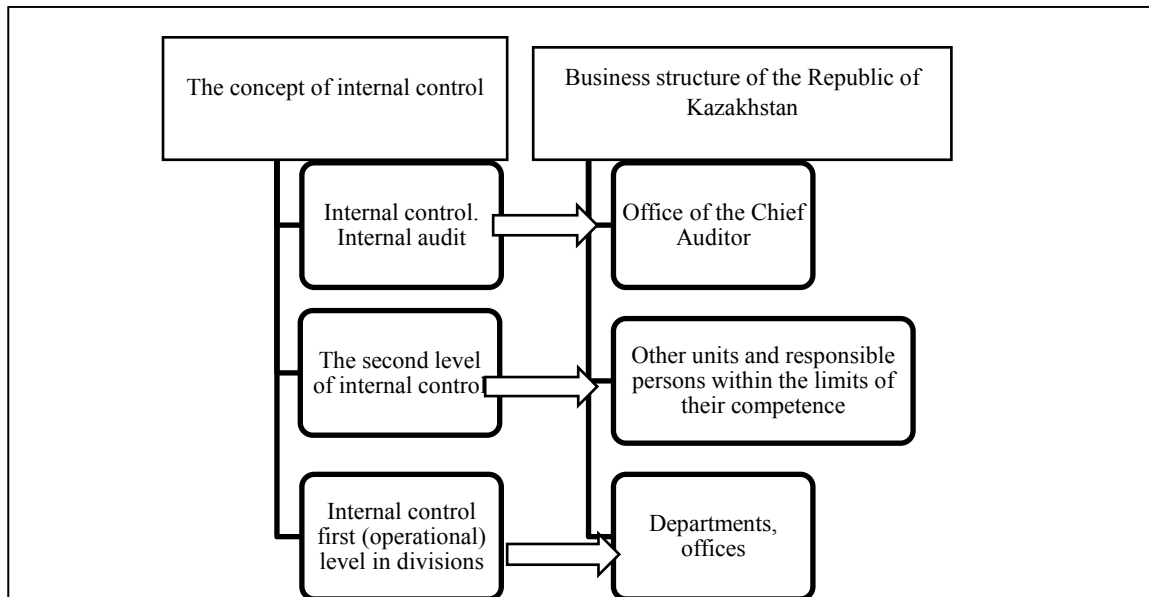 The concept of internal control
Business structure of the Republic of
Kazakhstan
Internal control.
Internal audit
Office of the Chief
Auditor
The second level
of internal control
Other units and responsible
persons within the limits of
their competence
Internal control
first (operational)
level in divisions
Departments,
offices